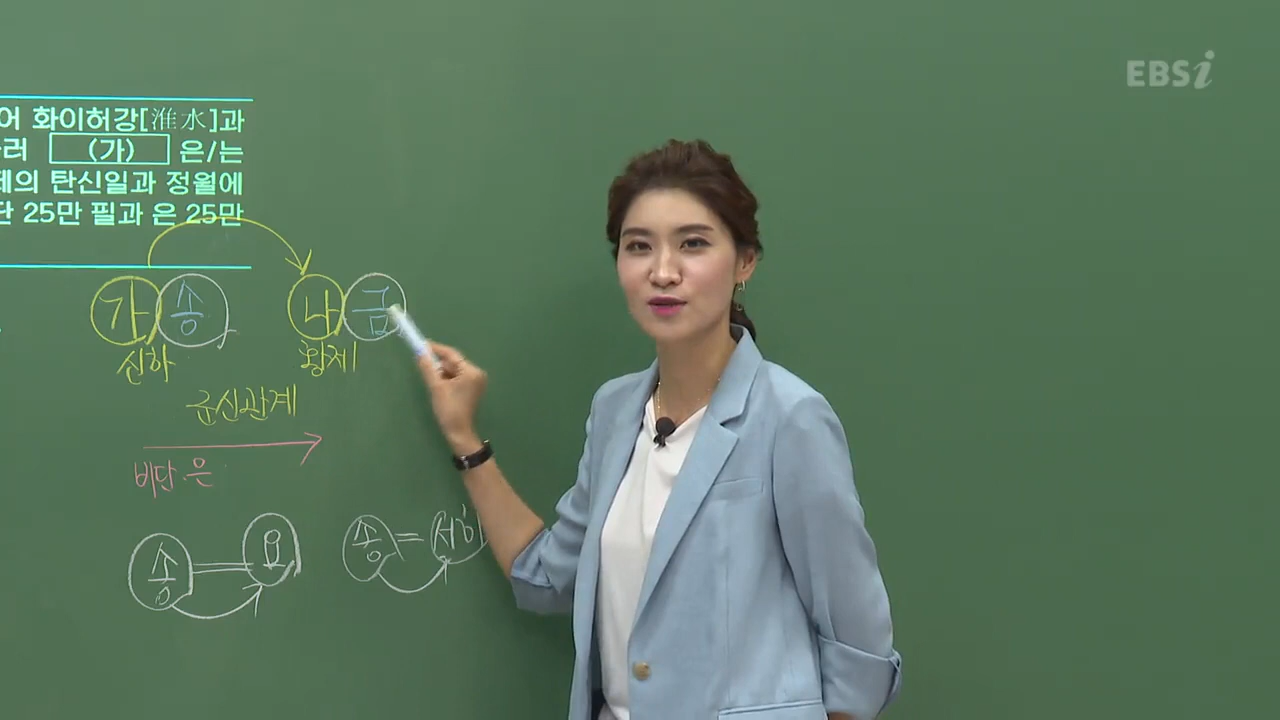 EBSi
어 화이허강[淮水]과
러 (가) 은/는
제의 탄신일과 정월에
단 25만 필과 은 25만
가 송 나 금
신하 황제
군신관계
비단·은
송 = 요 송 = 서하